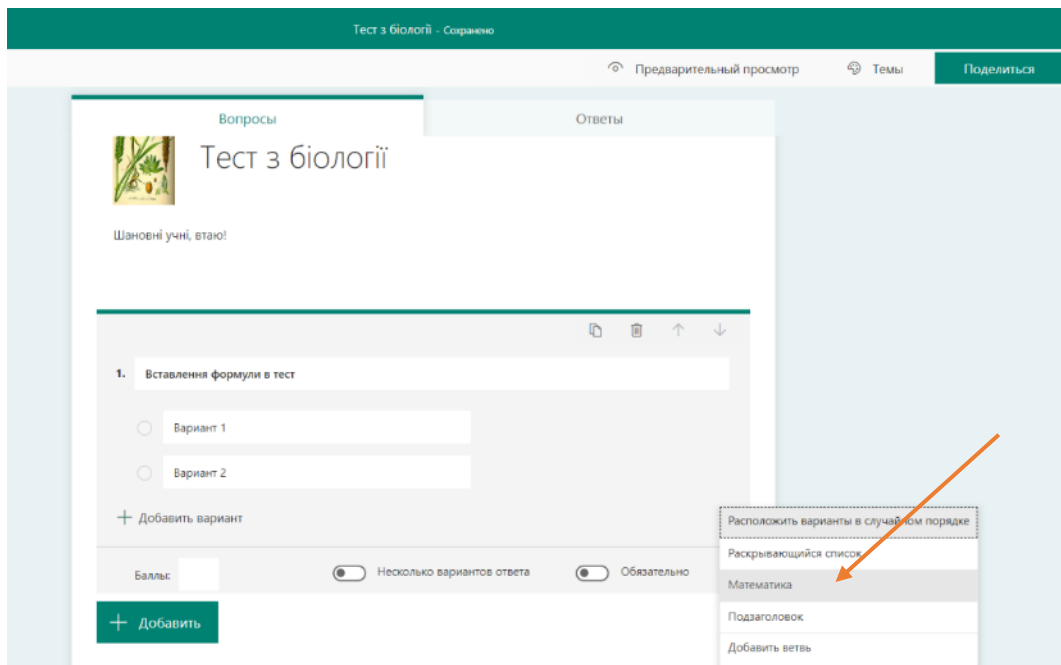 Тест з біології - Сохранено
Предварительный просмотр Темы Поделиться
Вопросы Ответы
Тест з біології
Шановні учні, втаю!
1. Вставлення формули в тест
Вариант 1
Вариант 2
+ Добавить вариант
Баллы: Несколько вариантов ответа Обязательно
+ Добавить
Расположить варианты в случайном порядке
Раскрывающийся список
Математика
Подзаголовок
Добавить ветвь